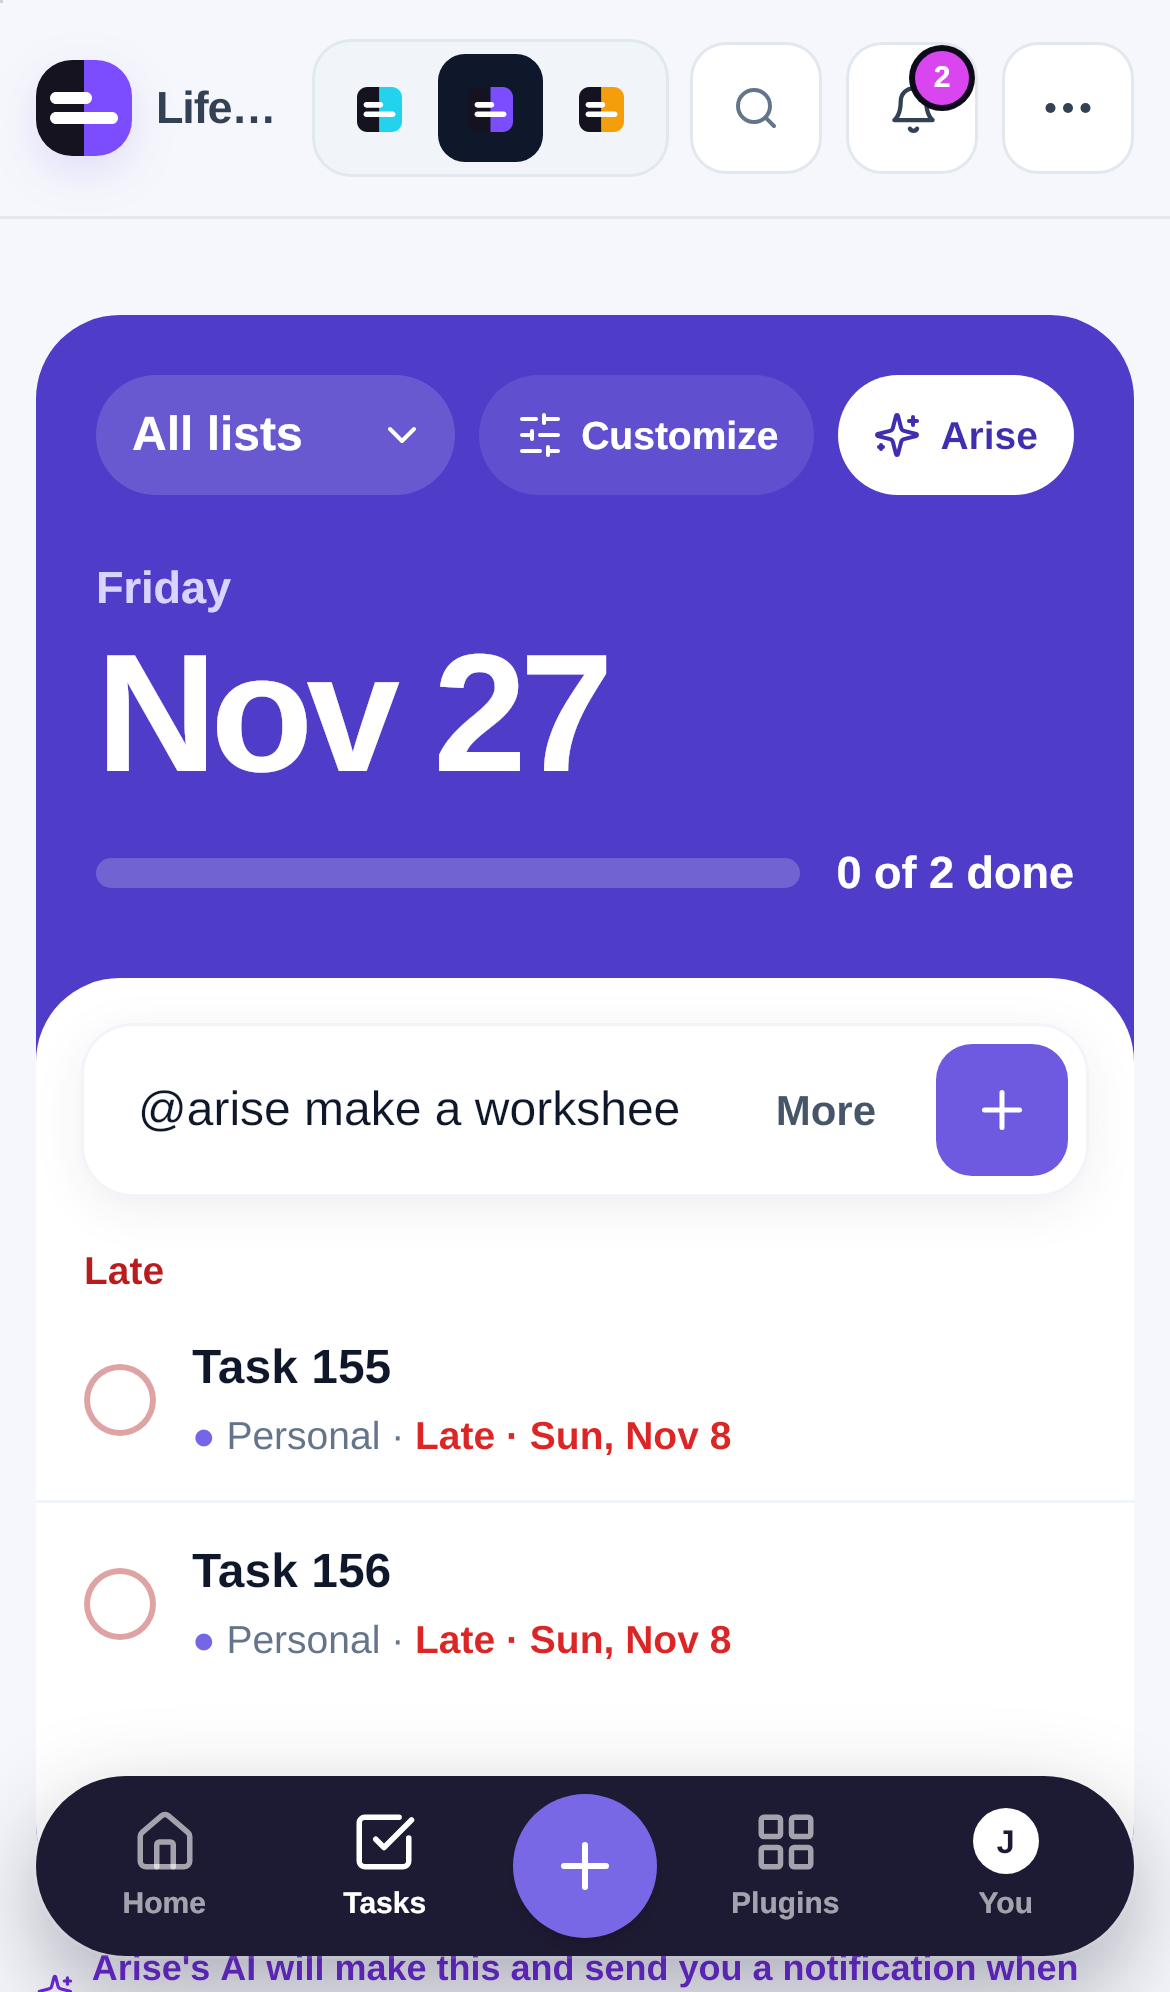 Life...
2
All lists
Customize
Arise
Friday
Nov 27
0 of 2 done
@arise make a workshee
More
Late
Task 155
Personal · Late · Sun, Nov 8
Task 156
Personal · Late · Sun, Nov 8
Home
Tasks
Plugins
J
You
Arise's AI will make this and send you a notification when